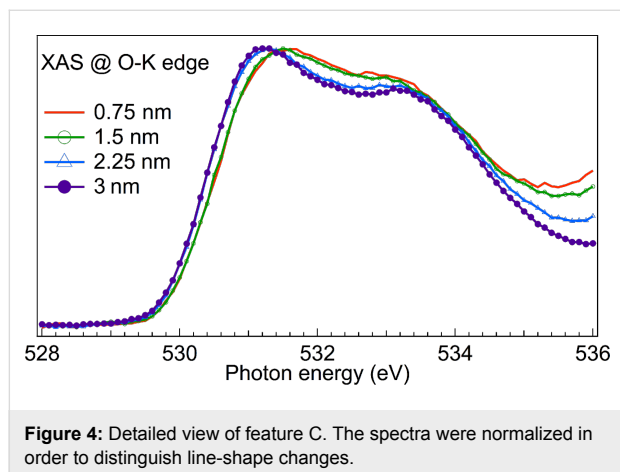 XAS @ O-K edge
0.75 nm
1.5 nm
2.25 nm
3 nm
528 530 532 534 536
Photon energy (eV)
Figure 4: Detailed view of feature C. The spectra were normalized in
order to distinguish line-shape changes.